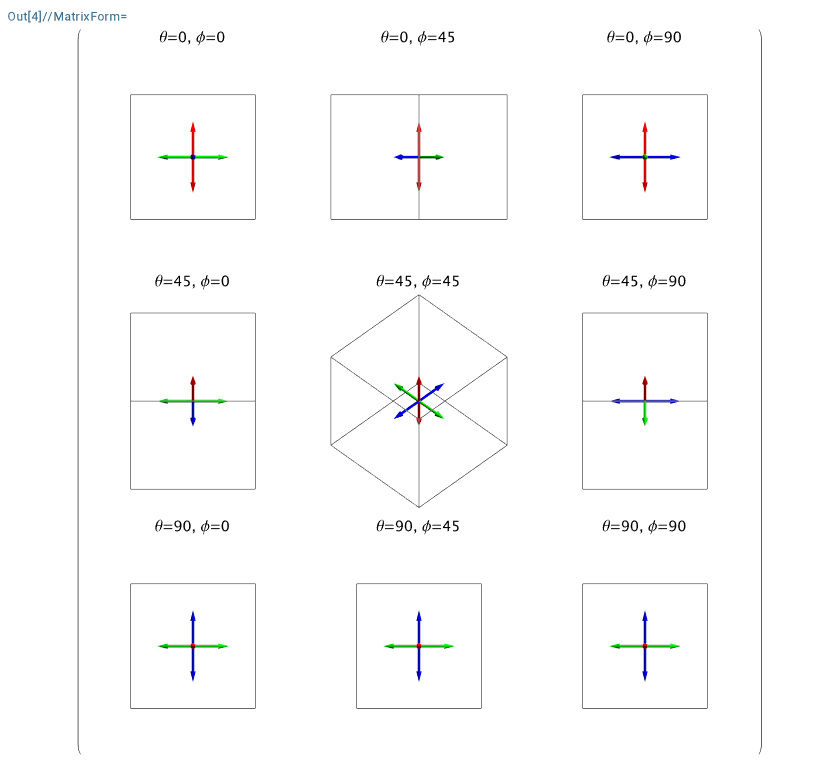 Out[4]//MatrixForm=
θ=0, ϕ=0
θ=0, ϕ=45
θ=0, ϕ=90
θ=45, ϕ=0
θ=45, ϕ=45
θ=45, ϕ=90
θ=90, ϕ=0
θ=90, ϕ=45
θ=90, ϕ=90